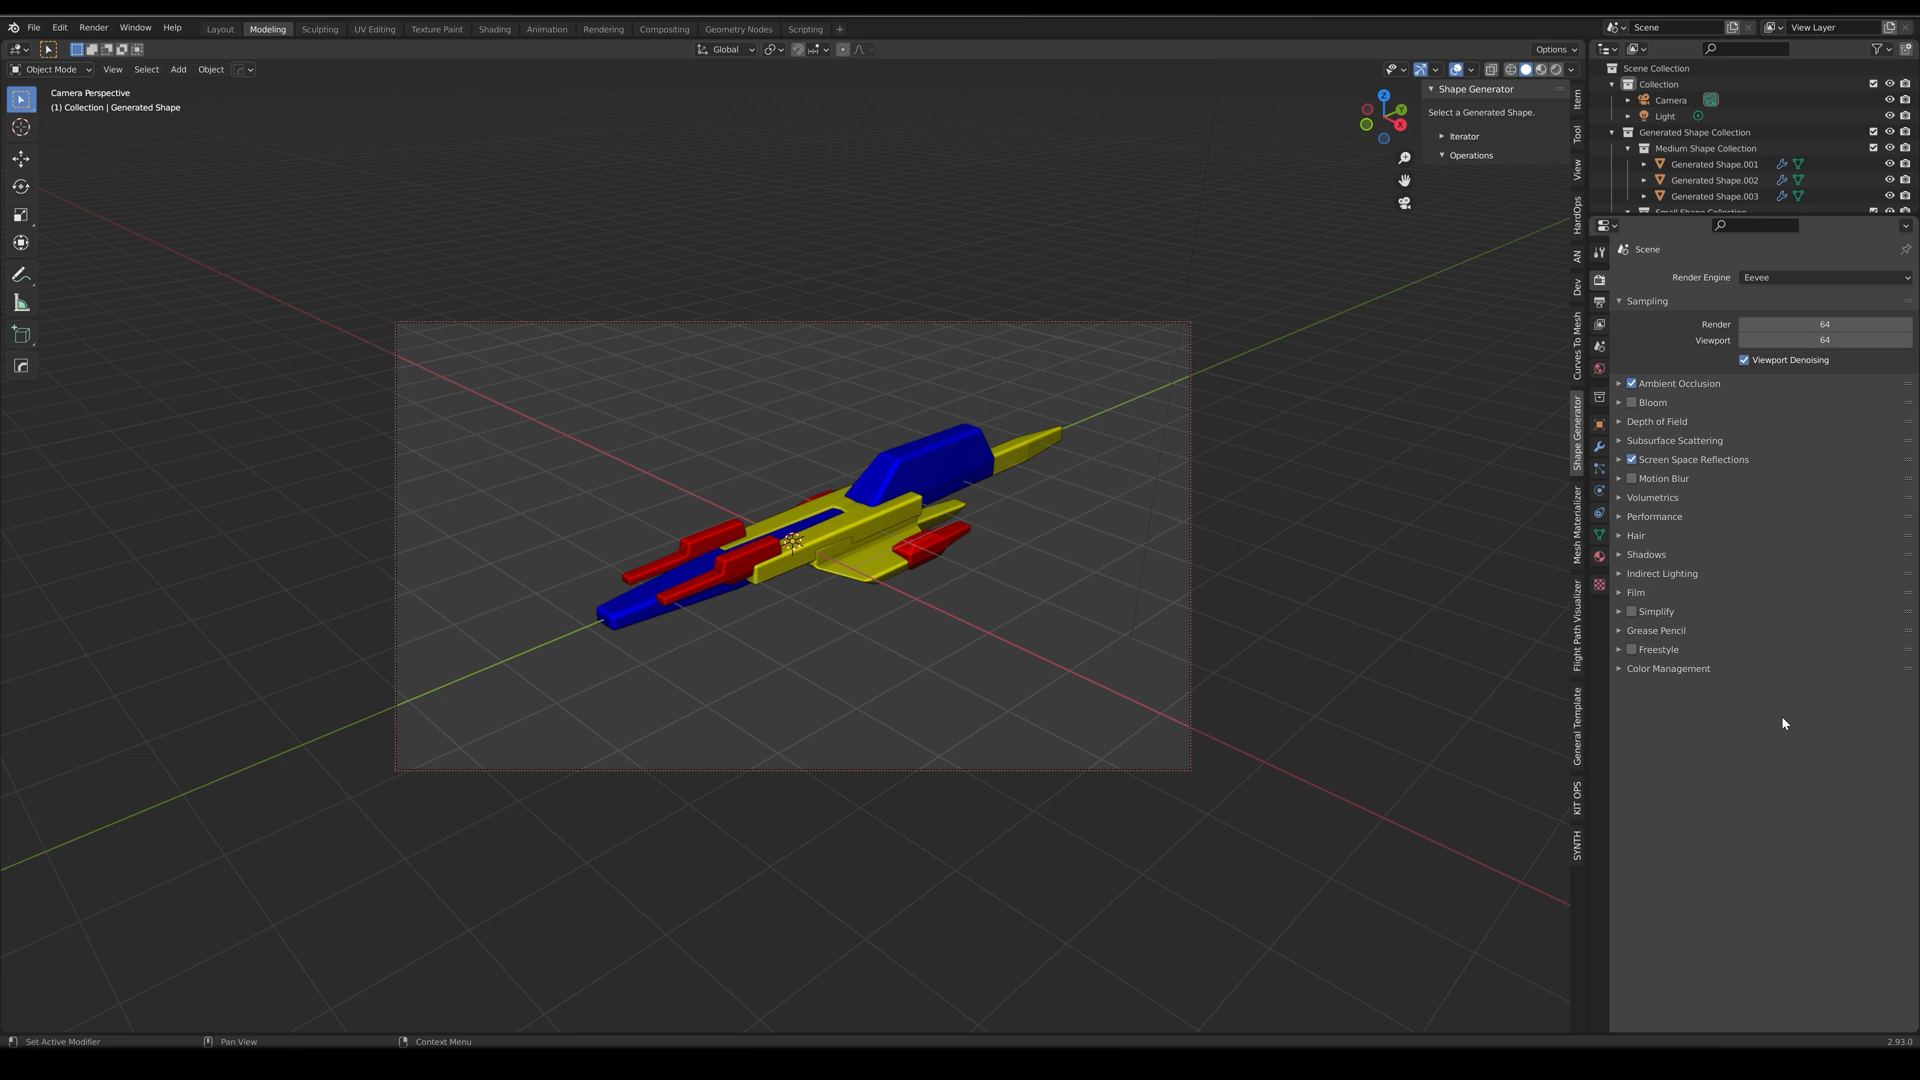 File Edit Render Window Help Layout Modeling Sculpting UV Editing Texture Paint Shading Animation Rendering Compositing Geometry Nodes Scripting +
Scene
View Layer
Global
Options
Object Mode View Select Add Object
Camera Perspective
(1) Collection | Generated Shape
Z
Y
X
Shape Generator
Select a Generated Shape.
Iterator
Operations
Item
Tool
View
HardOps
AN
Dev
Curves To Mesh
Shape Generator
Mesh Materializer
Flight Path Visualizer
General Template
KIT OPS
SYNTH
Scene Collection
Collection
Camera
Light
Generated Shape Collection
Medium Shape Collection
Generated Shape.001
Generated Shape.002
Generated Shape.003
Small Shape Collection
Scene
Render Engine Eevee
Sampling
Render 64
Viewport 64
Viewport Denoising
Ambient Occlusion
Bloom
Depth of Field
Subsurface Scattering
Screen Space Reflections
Motion Blur
Volumetrics
Performance
Hair
Shadows
Indirect Lighting
Film
Simplify
Grease Pencil
Freestyle
Color Management
Set Active Modifier
Pan View
Context Menu
2.93.0